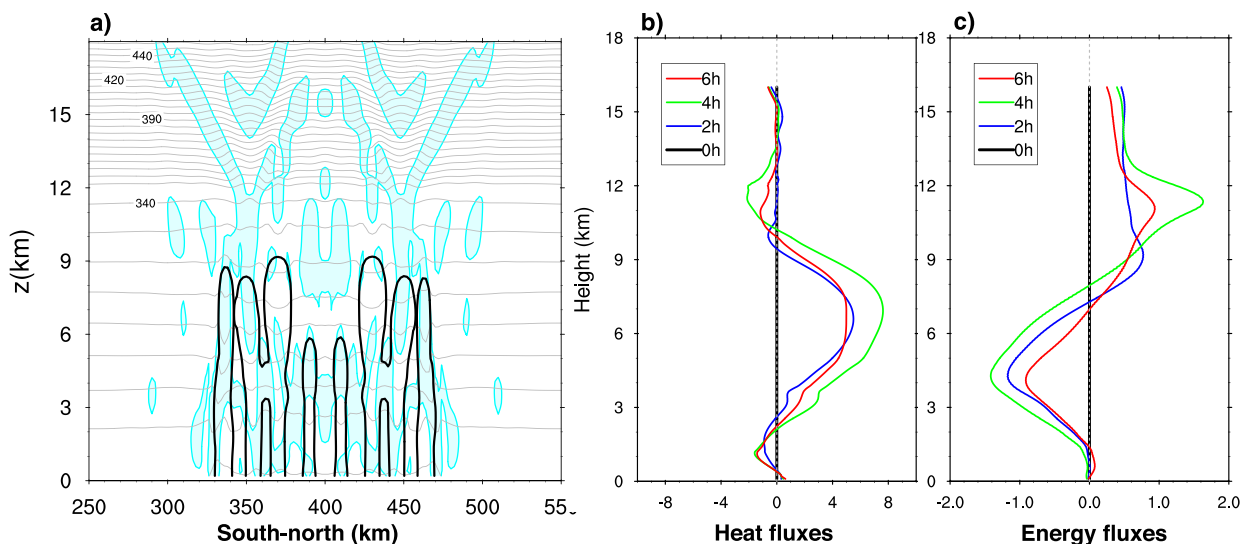 a)
z(km)
15
12
9
6
3
0
440
420
390
340
250
300
350
400
450
500
South-north (km)
b)
Height (km)
18
15
12
9
6
3
0
6h
4h
2h
0h
-8
-4
0
4
8
Heat fluxes
c)
18
15
12
9
6
3
0
6h
4h
2h
0h
-2.0
-1.0
0.0
1.0
2.0
Energy fluxes